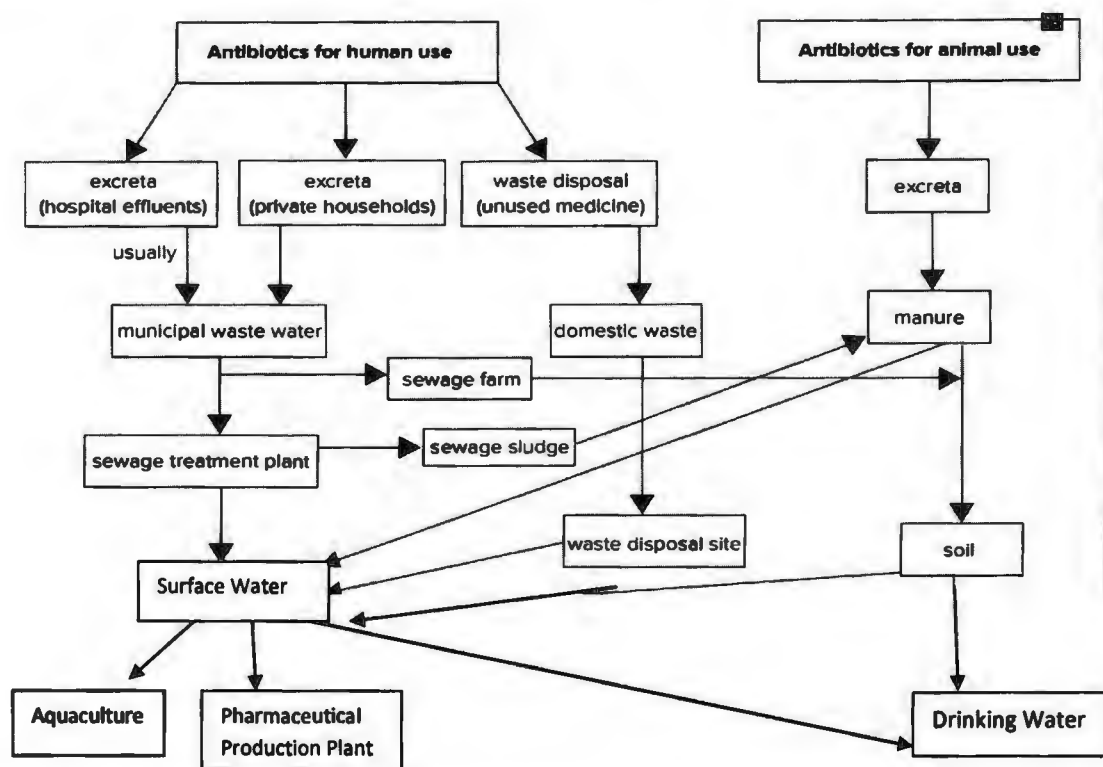 Antibiotics for human use
Antibiotics for animal use
excreta
(hospital effluents)
excreta
(private households)
waste disposal
(unused medicine)
excreta
usually
municipal waste water
domestic waste
manure
sewage farm
sewage treatment plant
sewage sludge
waste disposal site
soil
Surface Water
Aquaculture
Pharmaceutical
Production Plant
Drinking Water